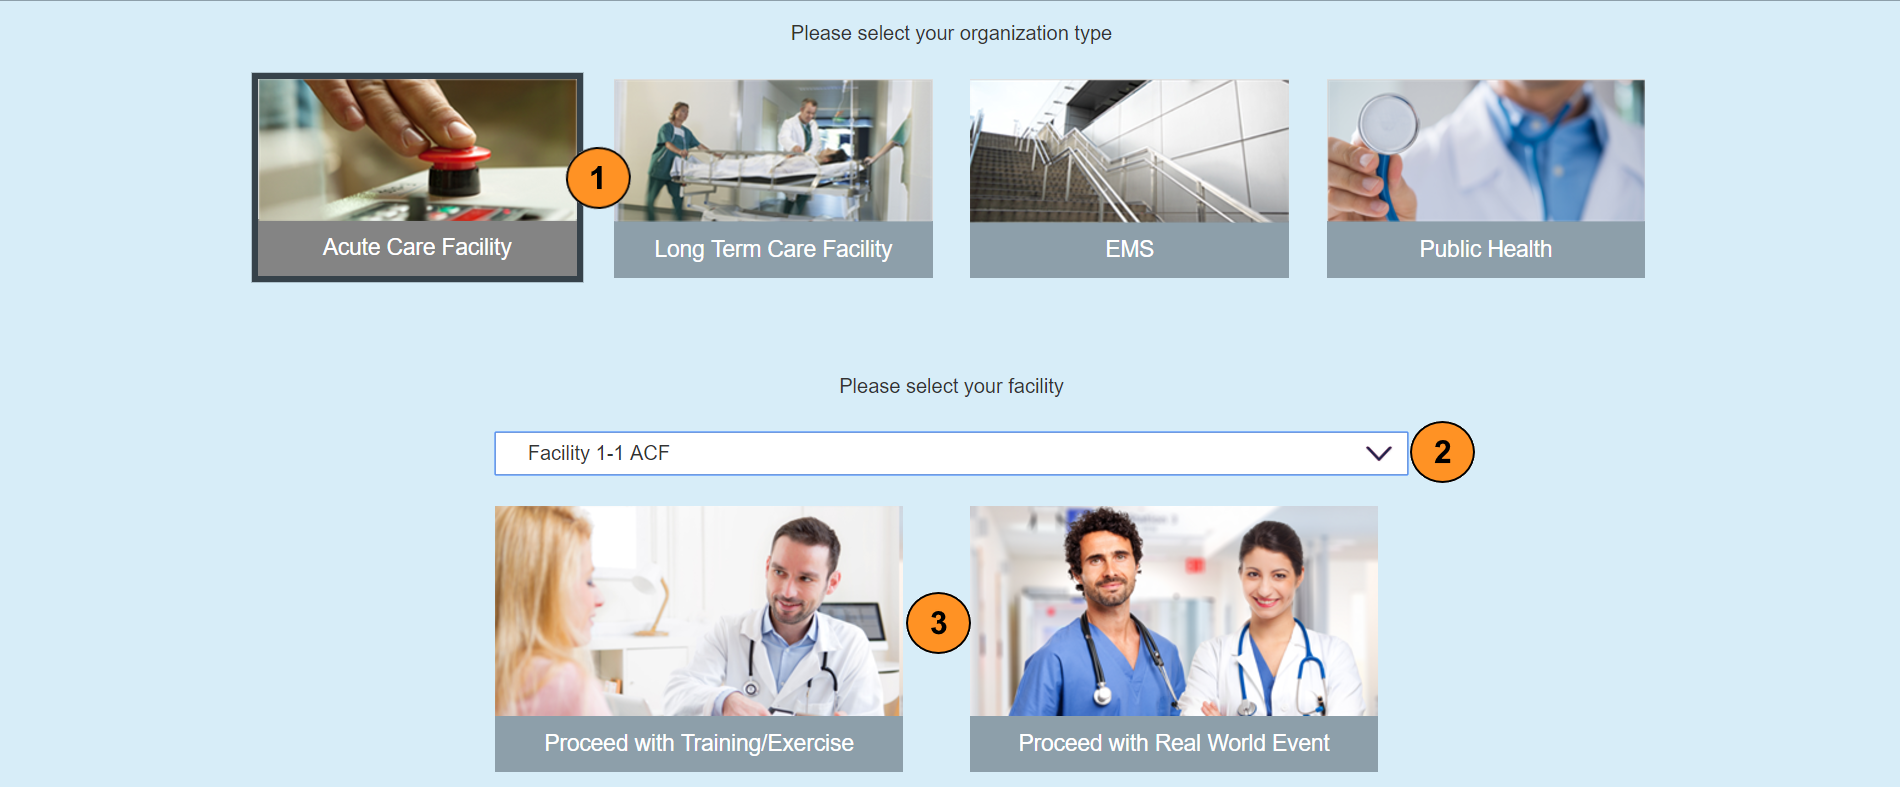 Please select your organization type
1
Acute Care Facility
Long Term Care Facility
EMS
Public Health
Please select your facility
Facility 1-1 ACF
2
3
Proceed with Training/Exercise
Proceed with Real World Event